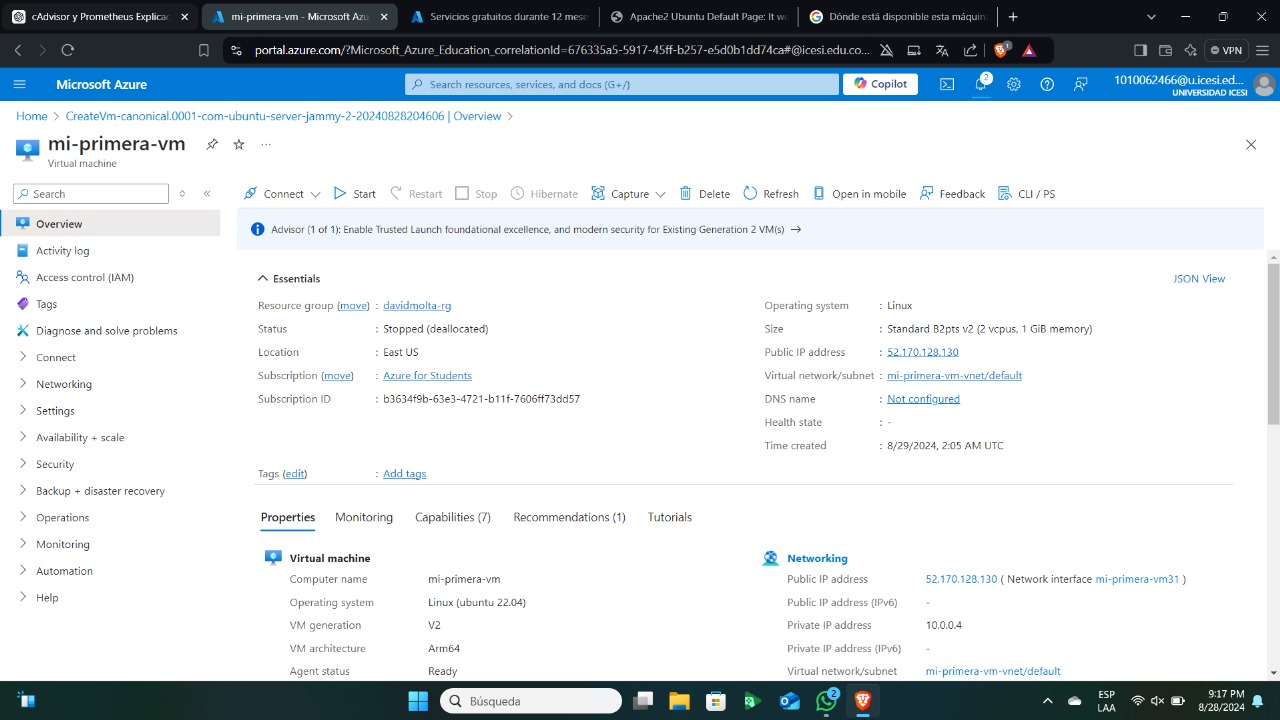 cAdvisor y Prometheus Explicac
mi-primera-vm - Microsoft Azu
Servicios gratuitos durante 12 mese
Apache2 Ubuntu Default Page: It wo
Dónde está disponible esta máquin
portal.azure.com/?Microsoft_Azure_Education_correlationId=676335a5-5917-45ff-b257-e5d0b1dd74ca#@icesi.edu.co...
1
VPN
Microsoft Azure
Search resources, services, and docs (G+/)
Copilot
2
1010062466@u.icesi.ed...
UNIVERSIDAD ICESI
Home > CreateVm-canonical.0001-com-ubuntu-server-jammy-2-20240828204606 | Overview >
mi-primera-vm
Virtual machine
Search
Connect
Start
Restart
Stop
Hibernate
Capture
Delete
Refresh
Open in mobile
Feedback
CLI / PS
Overview
Activity log
Access control (IAM)
Tags
Diagnose and solve problems
Connect
Networking
Settings
Availability + scale
Security
Backup + disaster recovery
Operations
Monitoring
Automation
Help
Advisor (1 of 1): Enable Trusted Launch foundational excellence, and modern security for Existing Generation 2 VM(s) →
Essentials
JSON View
Resource group (move) : davidmolta-rg
Status : Stopped (deallocated)
Location : East US
Subscription (move) : Azure for Students
Subscription ID : b3634f9b-63e3-4721-b11f-7606ff73dd57
Operating system : Linux
Size : Standard B2pts v2 (2 vcpus, 1 GiB memory)
Public IP address : 52.170.128.130
Virtual network/subnet : mi-primera-vm-vnet/default
DNS name : Not configured
Health state : -
Time created : 8/29/2024, 2:05 AM UTC
Tags (edit) : Add tags
Properties
Monitoring
Capabilities (7)
Recommendations (1)
Tutorials
Virtual machine
Computer name mi-primera-vm
Operating system Linux (ubuntu 22.04)
VM generation V2
VM architecture Arm64
Agent status Ready
Networking
Public IP address 52.170.128.130 ( Network interface mi-primera-vm31 )
Public IP address (IPv6) -
Private IP address 10.0.0.4
Private IP address (IPv6) -
Virtual network/subnet mi-primera-vm-vnet/default
Búsqueda
2
ESP
LAA
9:17 PM
8/28/2024